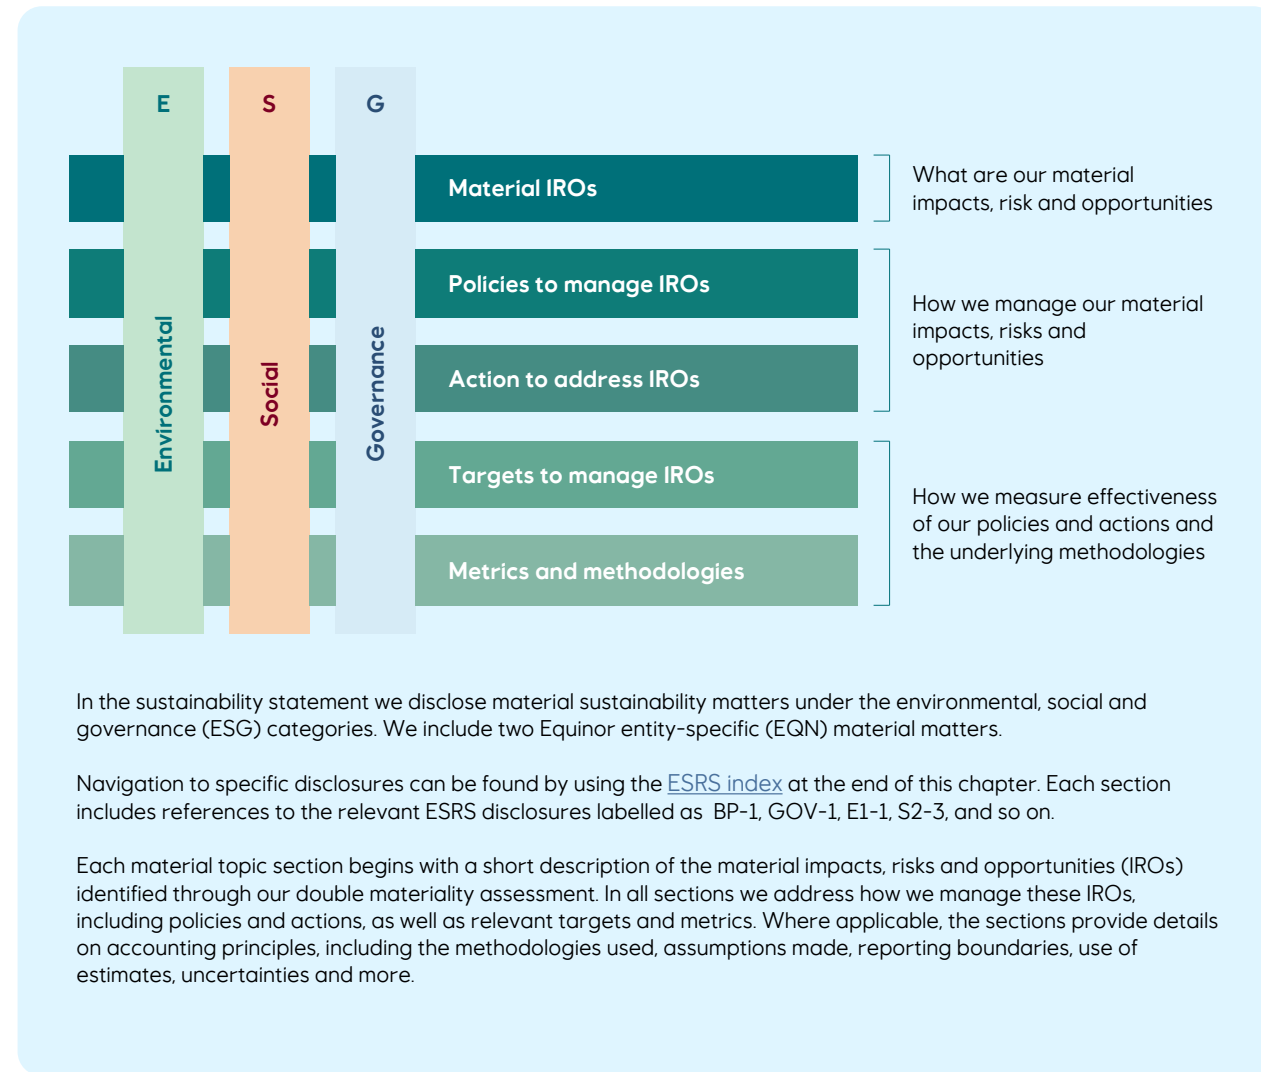 E
S
G
Environmental
Social
Governance
Material IROs
What are our material
impacts, risk and opportunities
Policies to manage IROs
Action to address IROs
How we manage our material
impacts, risks and
opportunities
Targets to manage IROs
Metrics and methodologies
How we measure effectiveness
of our policies and actions and
the underlying methodologies
In the sustainability statement we disclose material sustainability matters under the environmental, social and
governance (ESG) categories. We include two Equinor entity-specific (EQN) material matters.
Navigation to specific disclosures can be found by using the ESRS index at the end of this chapter. Each section
includes references to the relevant ESRS disclosures labelled as  BP-1, GOV-1, E1-1, S2-3, and so on.
Each material topic section begins with a short description of the material impacts, risks and opportunities (IROs)
identified through our double materiality assessment. In all sections we address how we manage these IROs,
including policies and actions, as well as relevant targets and metrics. Where applicable, the sections provide details
on accounting principles, including the methodologies used, assumptions made, reporting boundaries, use of
estimates, uncertainties and more.